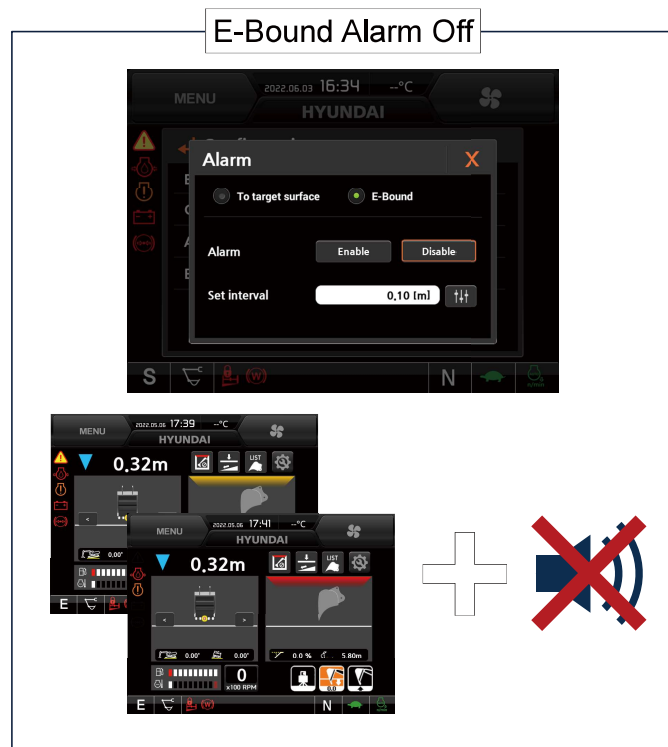 E-Bound Alarm Off
MENU
2022.06.03 16:34 --°C
HYUNDAI
Alarm X
To target surface E-Bound
Alarm Enable Disable
Set interval 0.10 [m]
S N
MENU
2022.05.06 17:39 --°C
HYUNDAI
0.32m LIST
<
0.00°
E
MENU
2022.05.06 17:41 --°C
HYUNDAI
0.32m LIST
< >
0.00° 0.00° 0.0 % 5.80m
0
x100 RPM
0.0
E N